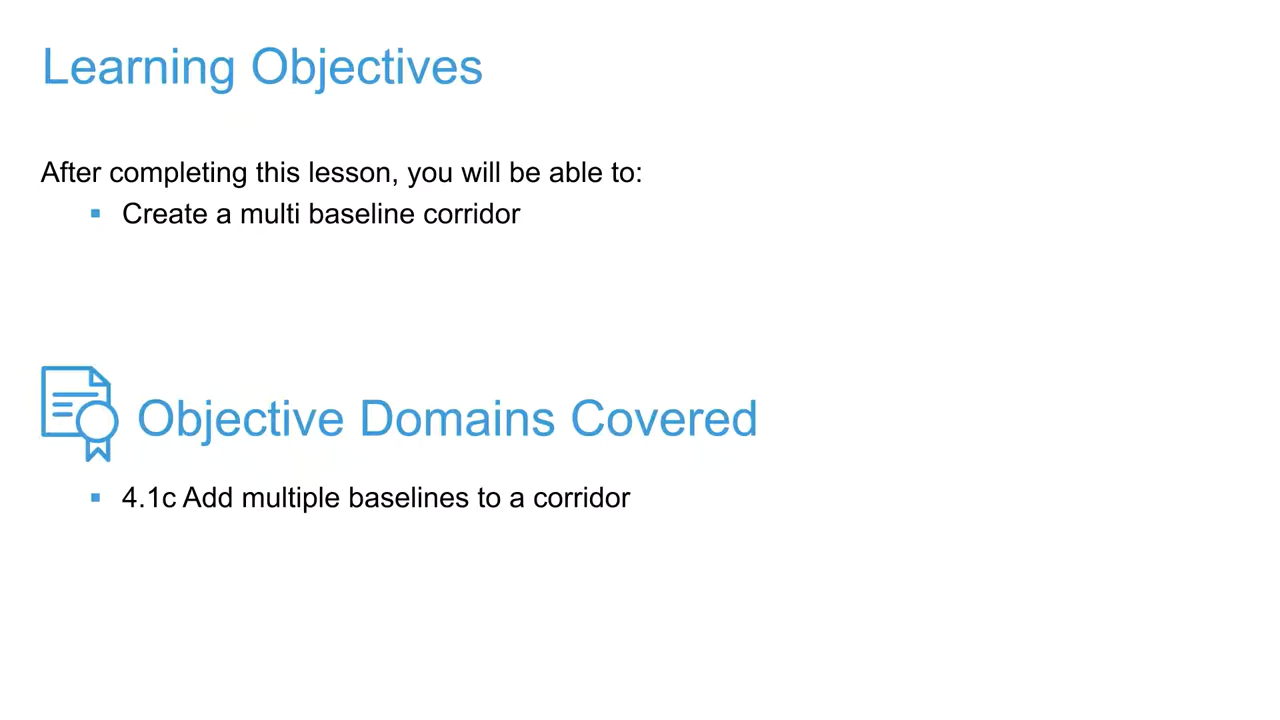 Learning Objectives
After completing this lesson, you will be able to:
▪ Create a multi baseline corridor
Objective Domains Covered
▪ 4.1c Add multiple baselines to a corridor